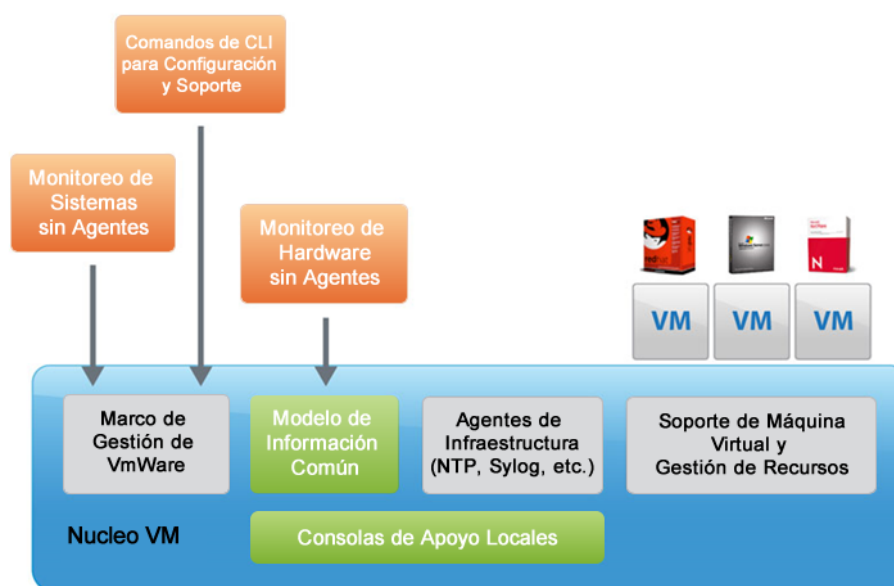 Comandos de CLI
para Configuración
y Soporte
Monitoreo de
Sistemas
sin Agentes
Monitoreo de
Hardware
sin Agentes
redhat
N
VM
VM
VM
Marco de
Gestión de
VmWare
Modelo de
Información
Común
Agentes de
Infraestructura
(NTP, Sylog, etc.)
Soporte de Máquina
Virtual y
Gestión de Recursos
Nucleo VM
Consolas de Apoyo Locales